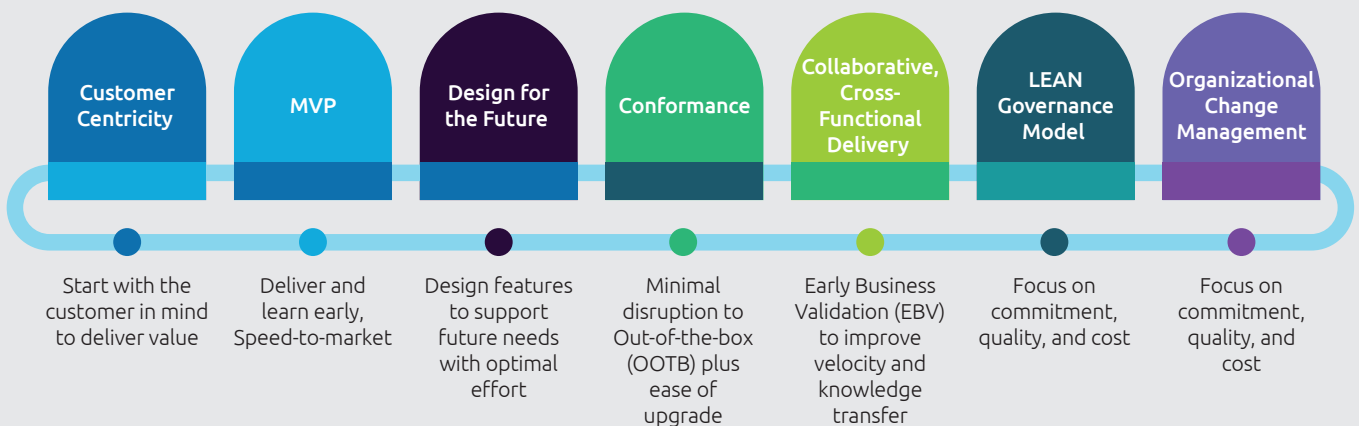 Customer
Centricity
MVP
Design for
the Future
Conformance
Collaborative,
Cross-
Functional
Delivery
LEAN
Governance
Model
Organizational
Change
Management
Start with the
customer in mind
to deliver value
Deliver and
learn early,
Speed-to-market
Design features
to support
future needs
with optimal
effort
Minimal
disruption to
Out-of-the-box
(OOTB) plus
ease of
upgrade
Early Business
Validation (EBV)
to improve
velocity and
knowledge
transfer
Focus on
commitment,
quality, and cost
Focus on
commitment,
quality, and
cost